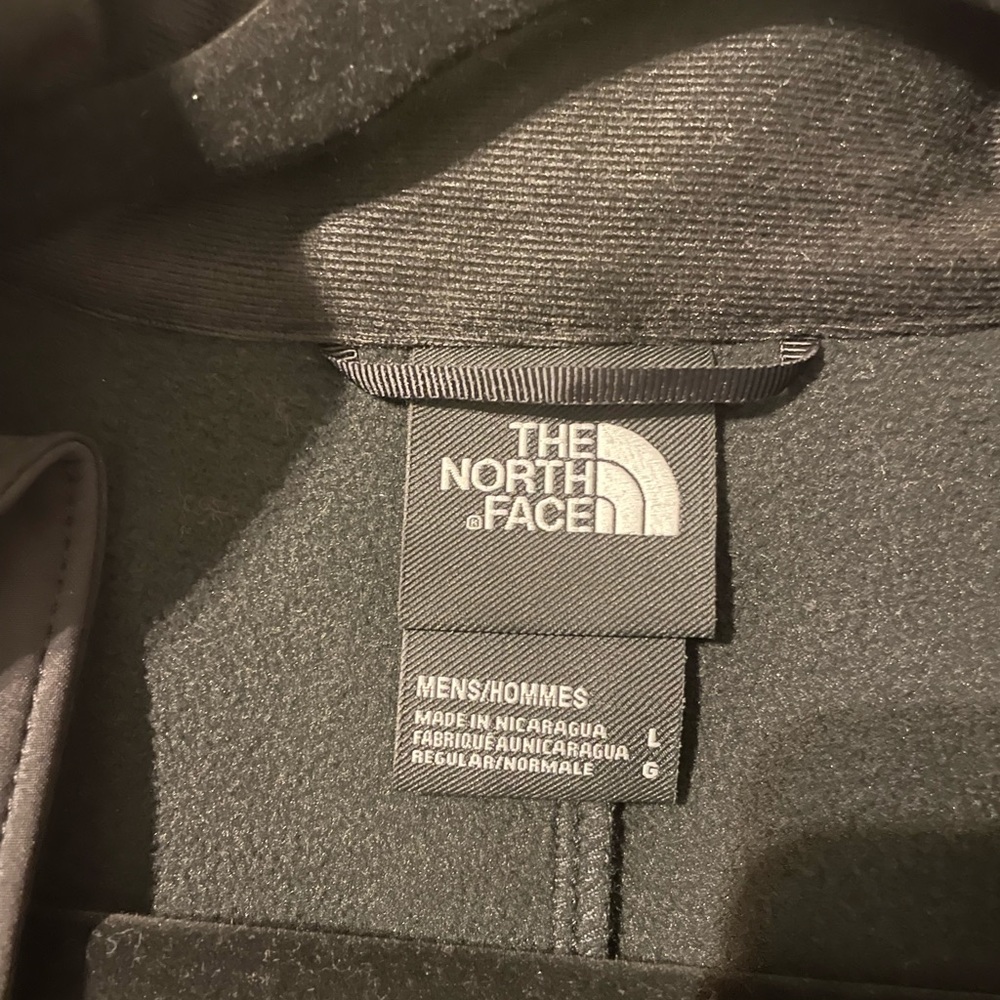 THE
NORTH
®FACE
MENS/HOMMES
MADE IN NICARAGUA
FABRIQUÉ AU NICARAGUA L
REGULAR/NORMALE G